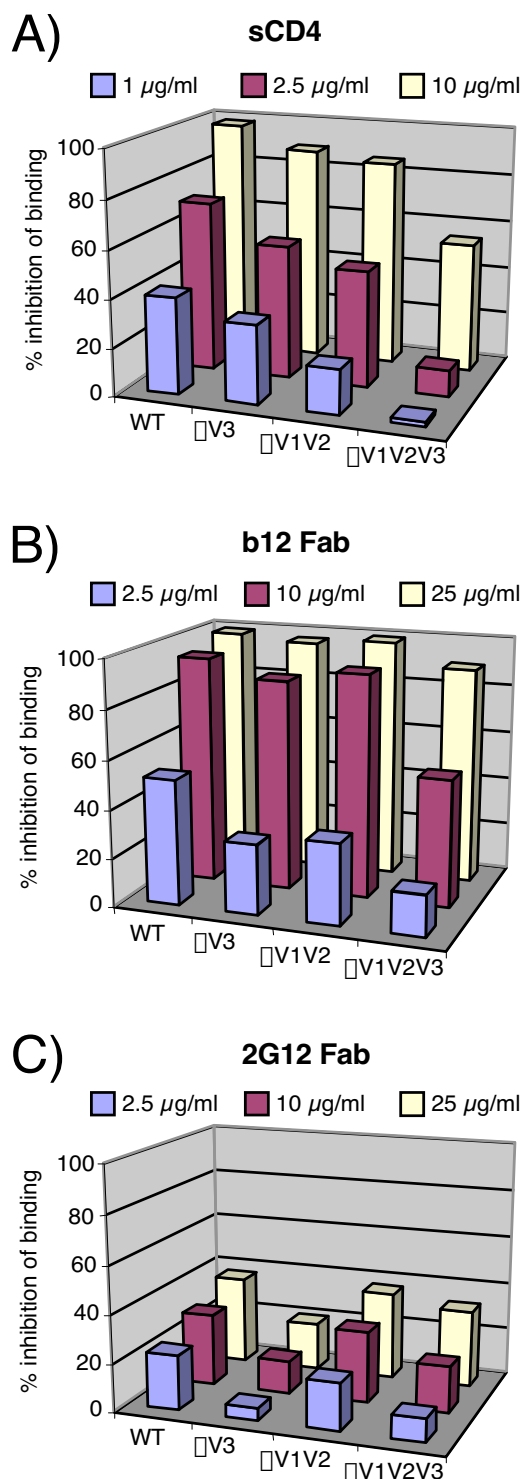 A)
sCD4
1 µg/ml 2.5 µg/ml 10 µg/ml
% inhibition of binding
100
80
60
40
20
0
WT ▯V3 ▯V1V2 ▯V1V2V3
B)
b12 Fab
2.5 µg/ml 10 µg/ml 25 µg/ml
% inhibition of binding
100
80
60
40
20
0
WT ▯V3 ▯V1V2 ▯V1V2V3
C)
2G12 Fab
2.5 µg/ml 10 µg/ml 25 µg/ml
% inhibition of binding
100
80
60
40
20
0
WT ▯V3 ▯V1V2 ▯V1V2V3